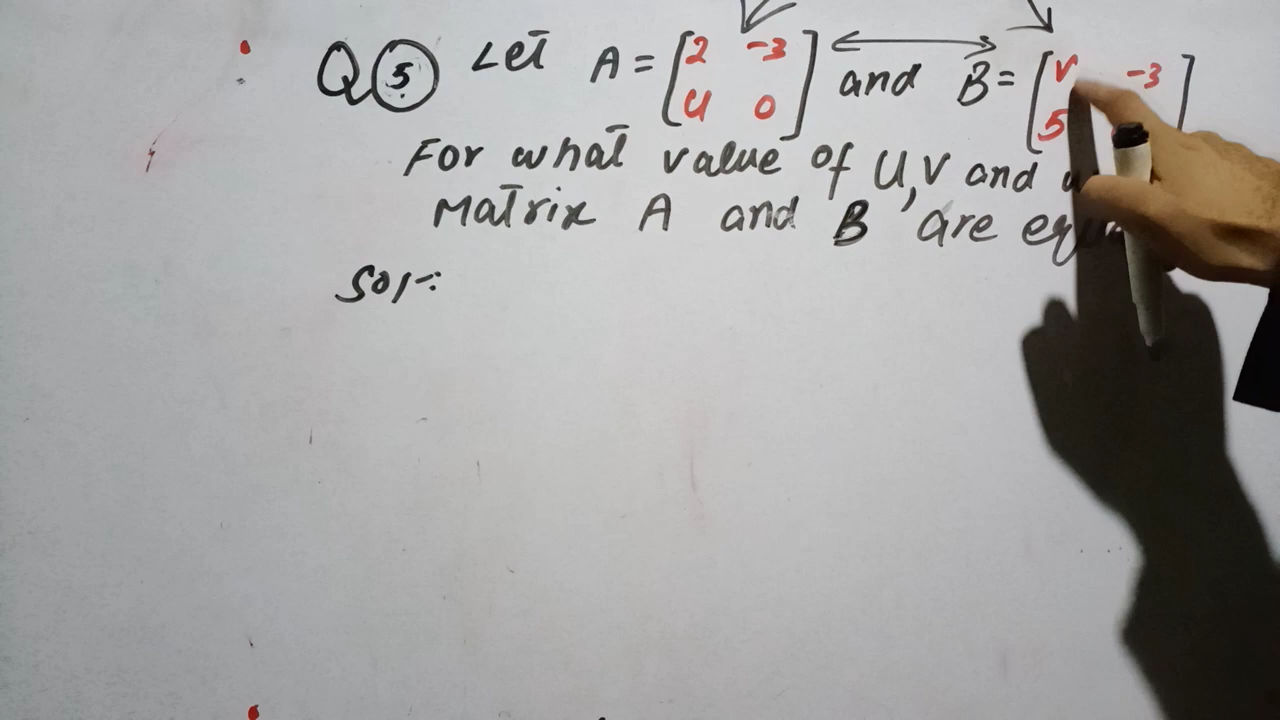 Q 5 Let A = [2 -3 and B = [V -3
U 0] 5 ]
For what value of U, V and
Matrix A and B are
Sol:-